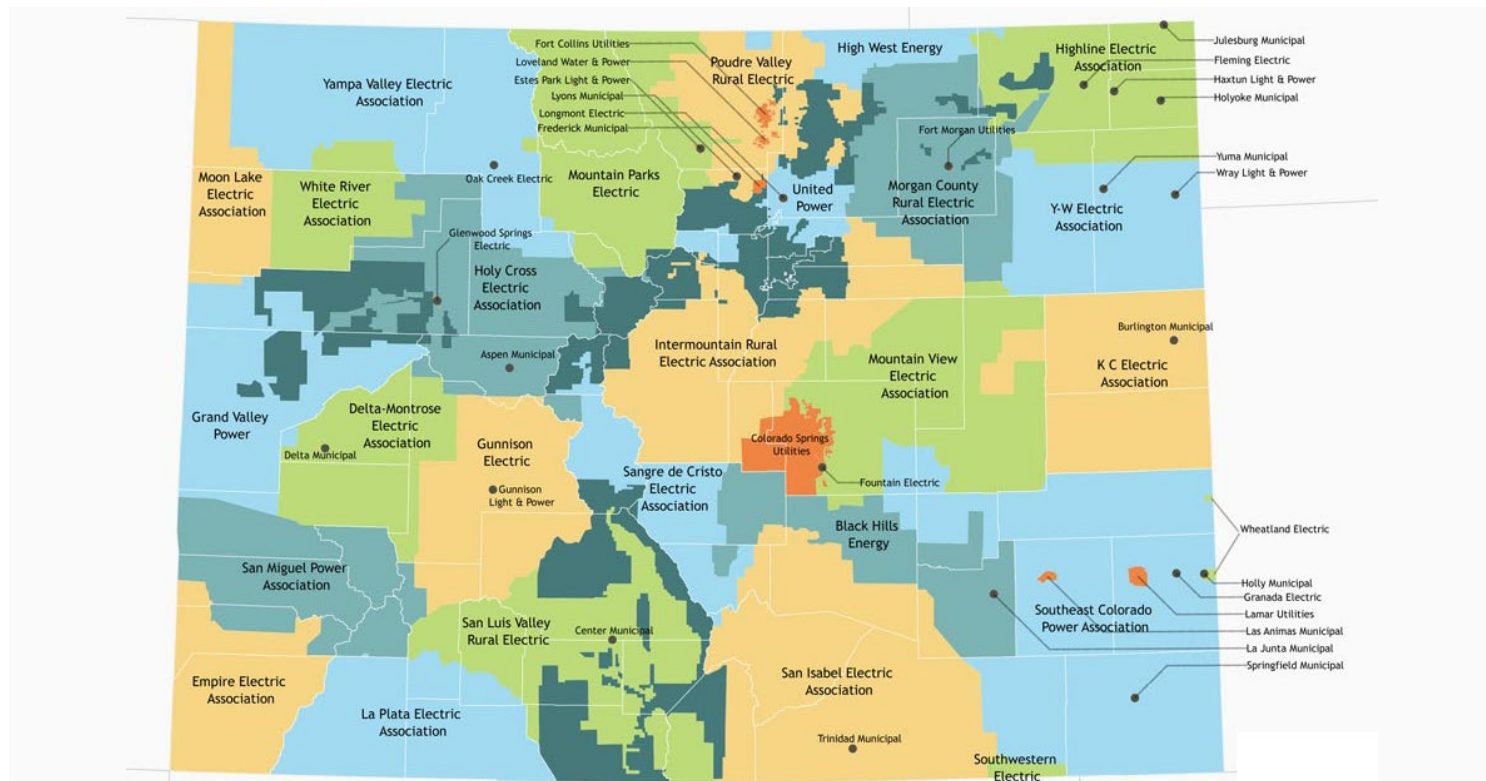 Fort Collins Utilities
Loveland Water & Power
Estes Park Light & Power
Lyons Municipal
Longmont Electric
Frederick Municipal
Yampa Valley Electric
Association
Poudre Valley
Rural Electric
High West Energy
Highline Electric
Association
Julesburg Municipal
Fleming Electric
Haxtun Light & Power
Holyoke Municipal
Fort Morgan Utilities
Yuma Municipal
Wray Light & Power
Moon Lake
Electric
Association
White River
Electric
Association
Oak Creek Electric
Mountain Parks
Electric
United
Power
Morgan County
Rural Electric
Association
Y-W Electric
Association
Glenwood Springs
Electric
Holy Cross
Electric
Association
Aspen Municipal
Intermountain Rural
Electric Association
Mountain View
Electric
Association
Burlington Municipal
K C Electric
Association
Grand Valley
Power
Delta-Montrose
Electric
Association
Delta Municipal
Gunnison
Electric
Gunnison
Light & Power
Colorado Springs
Utilities
Sangre de Cristo
Electric
Association
Fountain Electric
Black Hills
Energy
Wheatland Electric
San Miguel Power
Association
Holly Municipal
Granada Electric
Lamar Utilities
Las Animas Municipal
La Junta Municipal
Springfield Municipal
Southeast Colorado
Power Association
San Luis Valley
Rural Electric
Center Municipal
San Isabel Electric
Association
Empire Electric
Association
La Plata Electric
Association
Trinidad Municipal
Southwestern
Electric